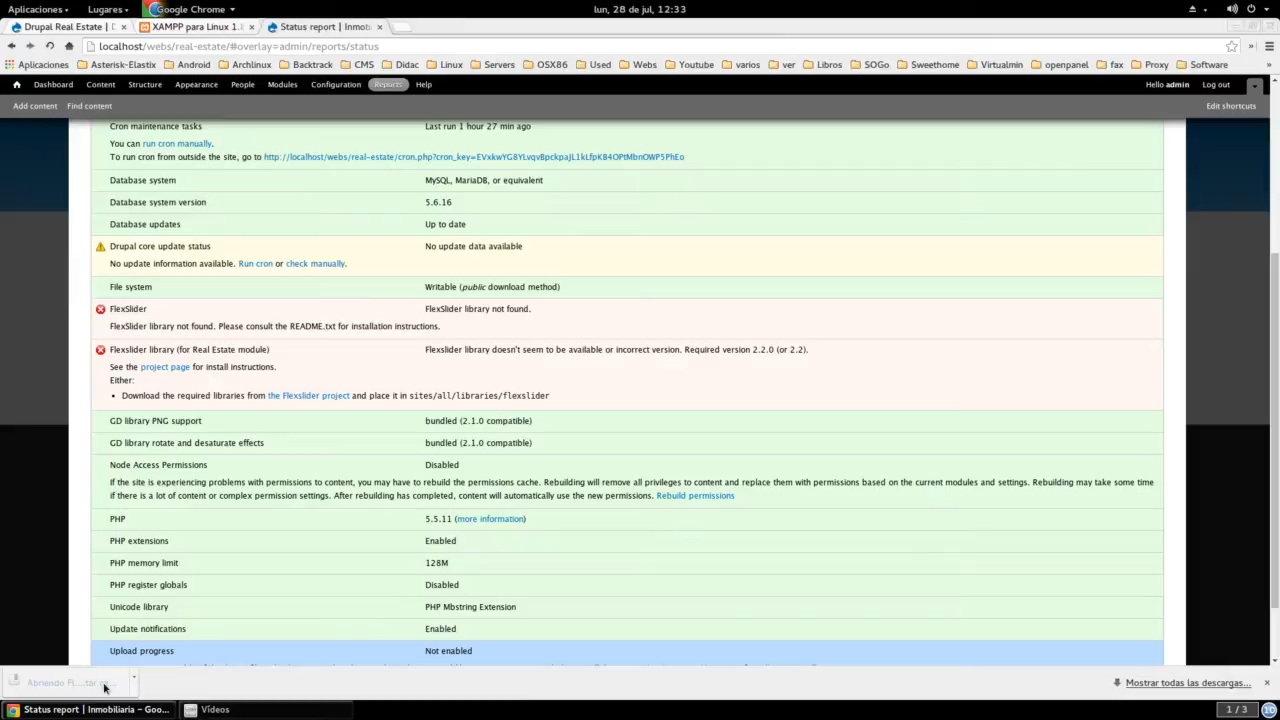 Aplicaciones Lugares Google Chrome lun, 28 de jul, 12:33
Drupal Real Estate | D XAMPP para Linux 1. Status report | Inmobi
localhost/webs/real-estate/#overlay=admin/reports/status
Aplicaciones Asterisk-Elastix Android Archlinux Backtrack CMS Didac Linux Servers OSX86 Used Webs Youtube varios ver Libros SOGo Sweethome Virtualmin openpanel fax Proxy Software »
Dashboard Content Structure Appearance People Modules Configuration Reports Help Hello admin Log out
Add content Find content Edit shortcuts
Cron maintenance tasks Last run 1 hour 27 min ago
You can run cron manually.
To run cron from outside the site, go to http://localhost/webs/real-estate/cron.php?cron_key=EVxkwYG8YLvqvBpckpaJL1kLfpKB4OPtMbnOWP5PhEo
Database system MySQL, MariaDB, or equivalent
Database system version 5.6.16
Database updates Up to date
Drupal core update status No update data available
No update information available. Run cron or check manually.
File system Writable (public download method)
FlexSlider FlexSlider library not found.
FlexSlider library not found. Please consult the README.txt for installation instructions.
Flexslider library (for Real Estate module) Flexslider library doesn't seem to be available or incorrect version. Required version 2.2.0 (or 2.2).
See the project page for install instructions.
Either:
• Download the required libraries from the Flexslider project and place it in sites/all/libraries/flexslider
GD library PNG support bundled (2.1.0 compatible)
GD library rotate and desaturate effects bundled (2.1.0 compatible)
Node Access Permissions Disabled
If the site is experiencing problems with permissions to content, you may have to rebuild the permissions cache. Rebuilding will remove all privileges to content and replace them with permissions based on the current modules and settings. Rebuilding may take some time
if there is a lot of content or complex permission settings. After rebuilding has completed, content will automatically use the new permissions. Rebuild permissions
PHP 5.5.11 (more information)
PHP extensions Enabled
PHP memory limit 128M
PHP register globals Disabled
Unicode library PHP Mbstring Extension
Update notifications Enabled
Upload progress Not enabled
Abriendo Fl... Mostrar todas las descargas...
Status report | Inmobiliaria – Goo... Vídeos 1 / 3